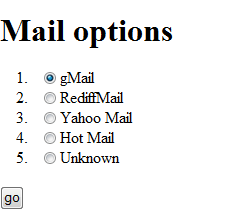 Mail options
1. gMail
2. RediffMail
3. Yahoo Mail
4. Hot Mail
5. Unknown
go